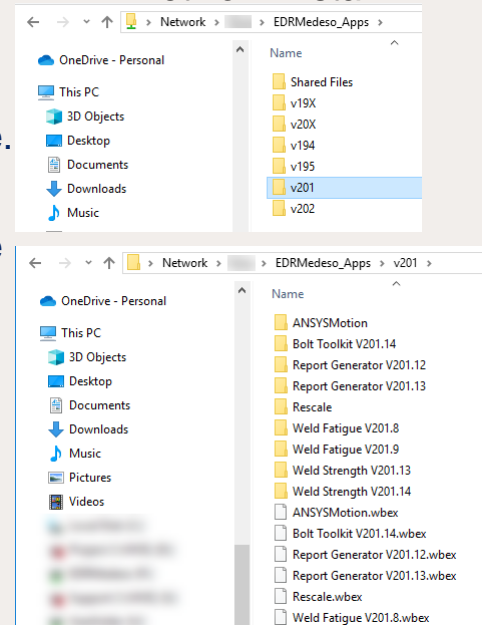 Network > EDRMedeso_Apps >
OneDrive - Personal
This PC
3D Objects
Desktop
Documents
Downloads
Music
Name
Shared Files
v19X
v20X
v194
v195
v201
v202
Network > EDRMedeso_Apps > v201 >
OneDrive - Personal
This PC
3D Objects
Desktop
Documents
Downloads
Music
Pictures
Videos
Name
ANSYSMotion
Bolt Toolkit V201.14
Report Generator V201.12
Report Generator V201.13
Rescale
Weld Fatigue V201.8
Weld Fatigue V201.9
Weld Strength V201.13
Weld Strength V201.14
ANSYSMotion.wbex
Bolt Toolkit V201.14.wbex
Report Generator V201.12.wbex
Report Generator V201.13.wbex
Rescale.wbex
Weld Fatigue V201.8.wbex